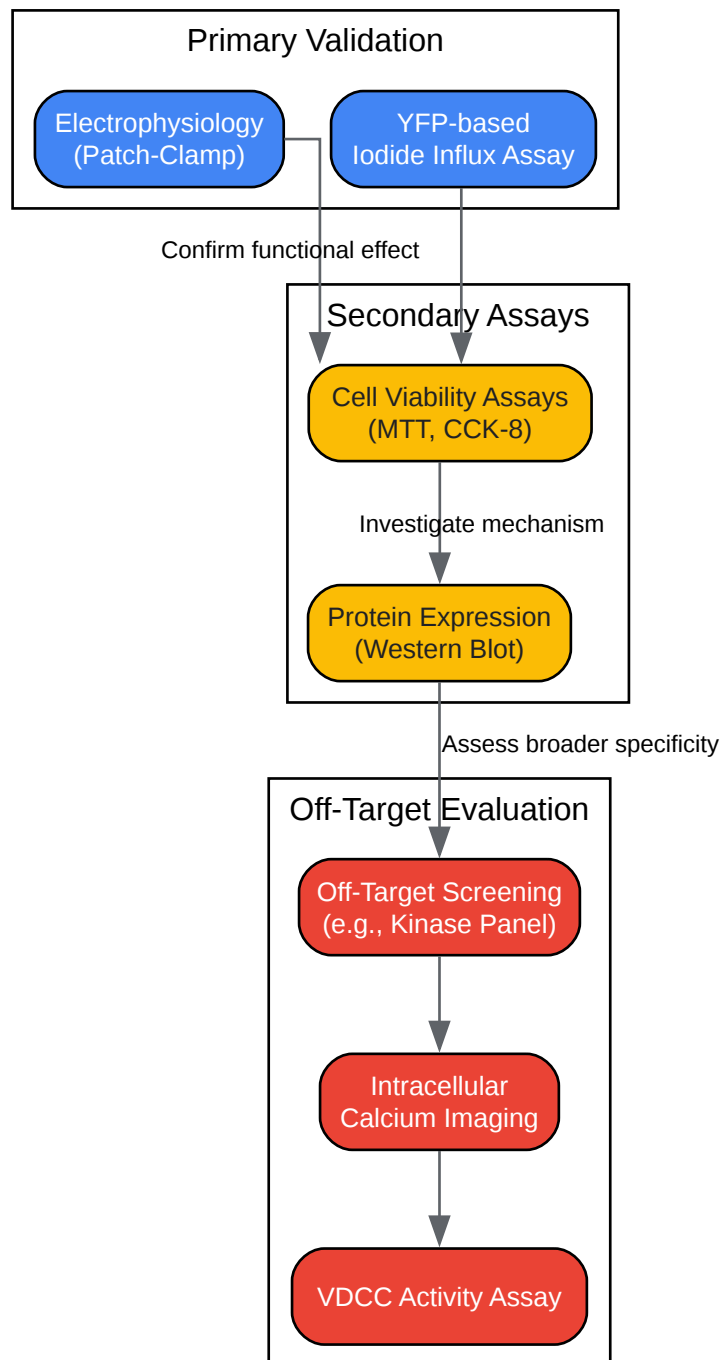 Primary Validation
Electrophysiology
(Patch-Clamp)
YFP-based
Iodide Influx Assay
Confirm functional effect
Secondary Assays
Cell Viability Assays
(MTT, CCK-8)
Investigate mechanism
Protein Expression
(Western Blot)
Assess broader specificity
Off-Target Evaluation
Off-Target Screening
(e.g., Kinase Panel)
Intracellular
Calcium Imaging
VDCC Activity Assay